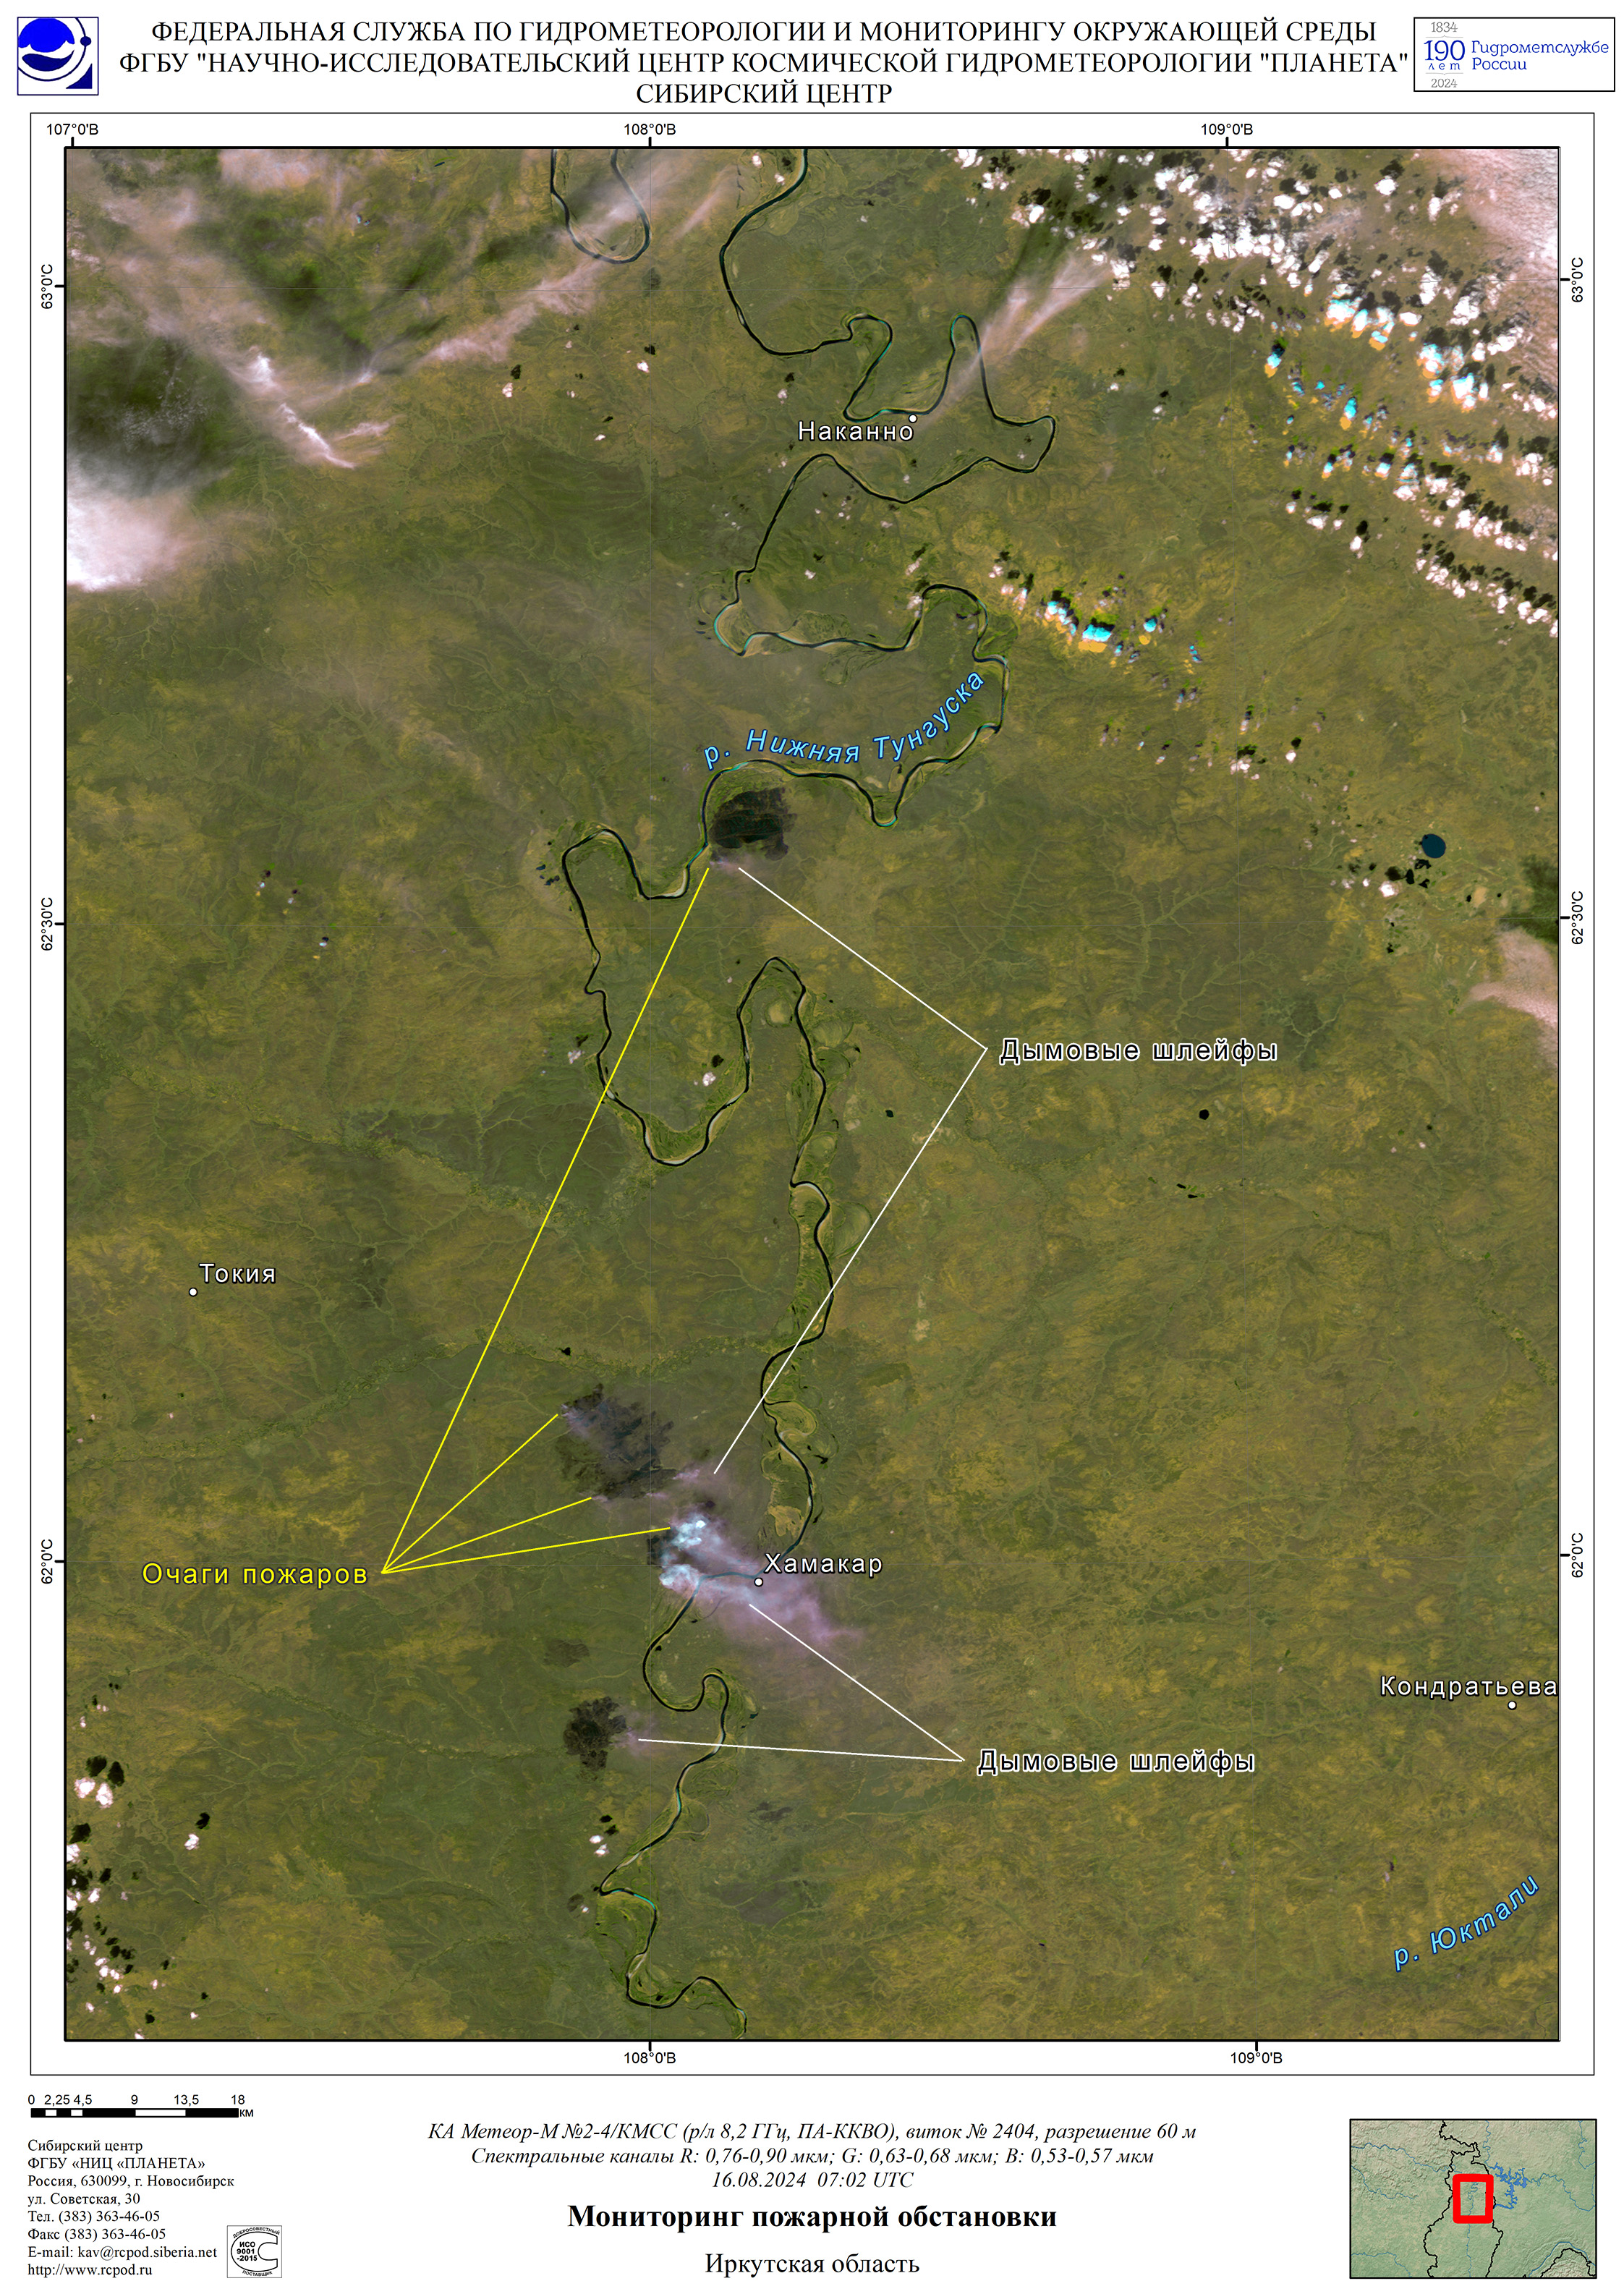 ФЕДЕРАЛЬНАЯ СЛУЖБА ПО ГИДРОМЕТЕОРОЛОГИИ И МОНИТОРИНГУ ОКРУЖАЮЩЕЙ СРЕДЫ
ФГБУ "НАУЧНО-ИССЛЕДОВАТЕЛЬСКИЙ ЦЕНТР КОСМИЧЕСКОЙ ГИДРОМЕТЕОРОЛОГИИ "ПЛАНЕТА"
СИБИРСКИЙ ЦЕНТР
1834
190 Гидрометслужбе
лет России
2024
107°0'В 108°0'В 109°0'В
63°0'С 63°0'С
Наканно
р. Нижняя Тунгуска
62°30'С 62°30'С
Дымовые шлейфы
Токия
62°0'С 62°0'С
Очаги пожаров
Хамакар
Кондратьева
Дымовые шлейфы
р. Юктали
108°0'В 109°0'В
0 2,25 4,5 9 13,5 18
км
Сибирский центр
ФГБУ «НИЦ «ПЛАНЕТА»
Россия, 630099, г. Новосибирск
ул. Советская, 30
Тел. (383) 363-46-05
Факс (383) 363-46-05
E-mail: kav@rcpod.siberia.net
http://www.rcpod.ru
ДОБРОСОВЕСТНЫЙ
ИСО
9001
-2015
ПОСТАВЩИК
КА Метеор-М №2-4/КМСС (р/л 8,2 ГГц, ПА-ККВО), виток № 2404, разрешение 60 м
Спектральные каналы R: 0,76-0,90 мкм; G: 0,63-0,68 мкм; B: 0,53-0,57 мкм
16.08.2024 07:02 UTC
Мониторинг пожарной обстановки
Иркутская область